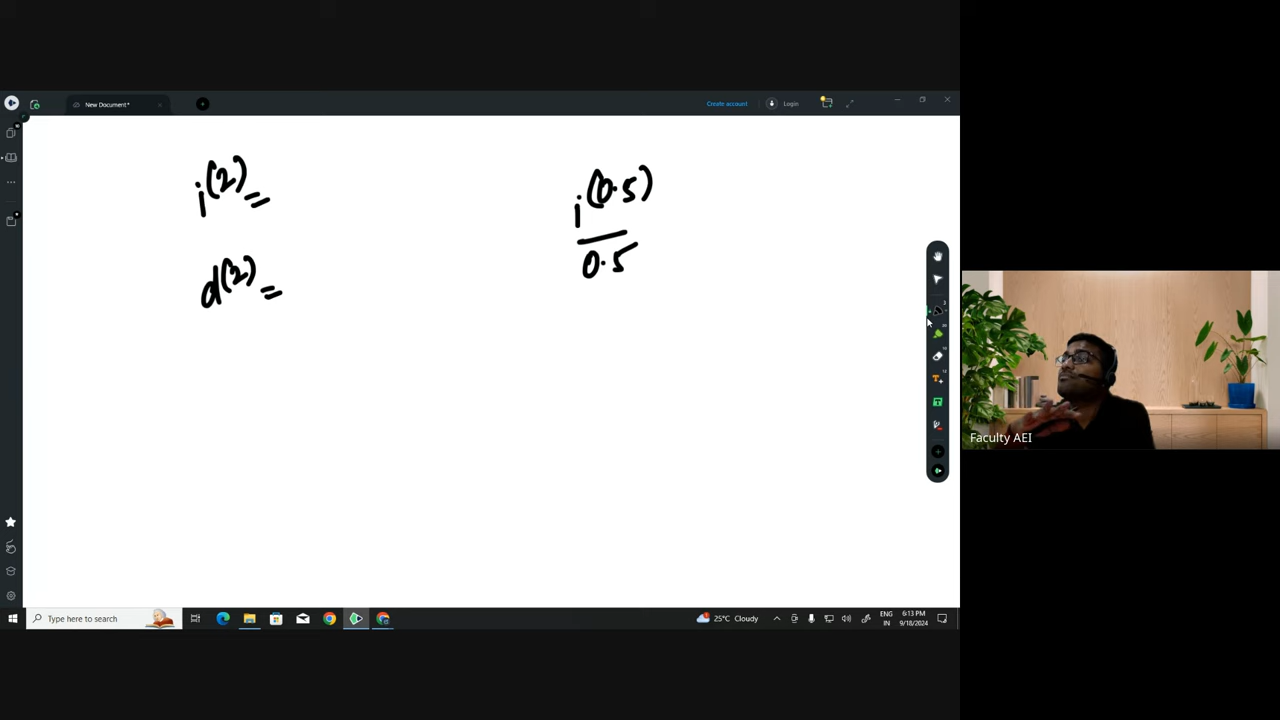 New Document*
Create account
Login
i^(2) =
d^(2) =
i^(0.5)
0.5
3
Faculty AEI
Type here to search
25°C Cloudy
ENG
IN
6:13 PM
9/18/2024